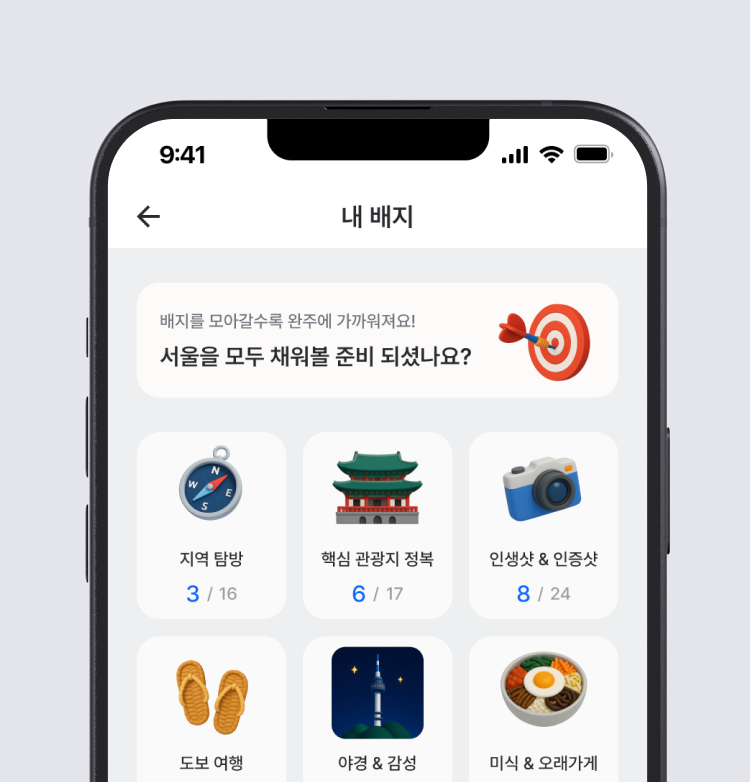 9:41
내 배지
배지를 모아갈수록 완주에 가까워져요!
서울을 모두 채워볼 준비 되셨나요?
N
W
E
S
지역 탐방
핵심 관광지 정복
인생샷 & 인증샷
3 / 16
6 / 17
8 / 24
도보 여행
야경 & 감성
미식 & 오래가게